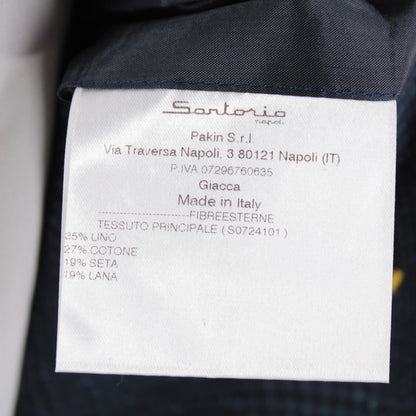 Sartorio
napoli
Pakin S.r.l.
Via Traversa Napoli, 3 80121 Napoli (IT)
P.IVA 07296760635
Giacca
Made in Italy
--------------------FIBREESTERNE
TESSUTO PRINCIPALE ( S0724101 ) --------------------
35% LINO
27% COTONE
19% SETA
19% LANA